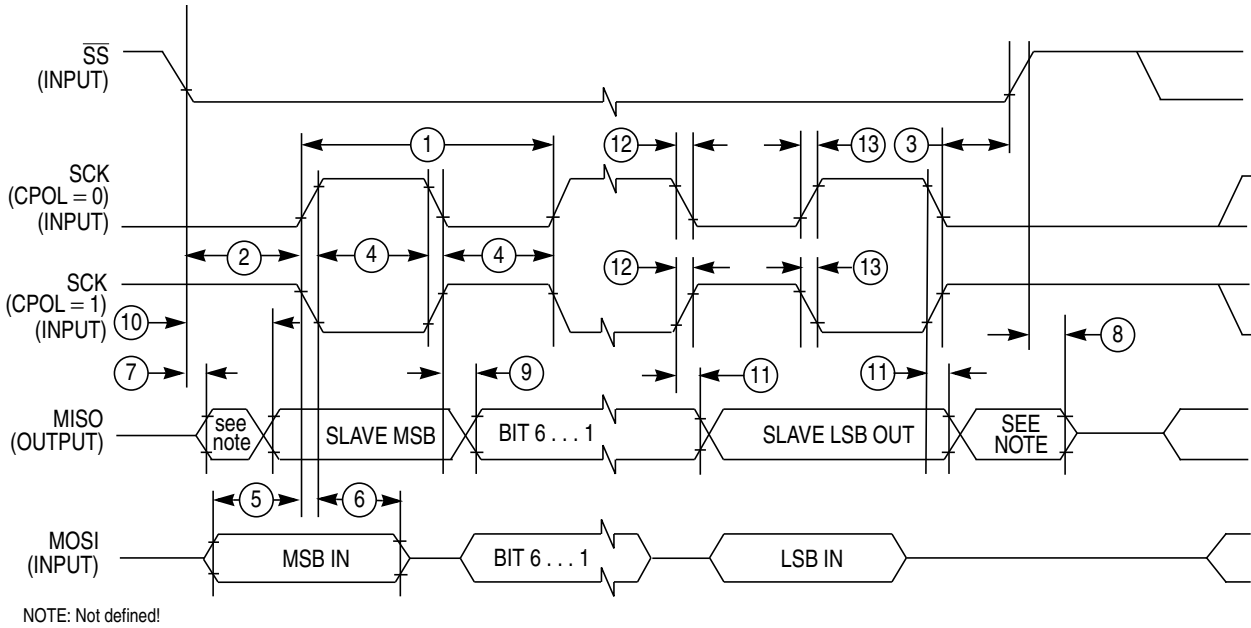 SS
(INPUT)
1
12
13
3
SCK
(CPOL = 0)
(INPUT)
2
4
4
12
13
SCK
(CPOL = 1)
(INPUT)
10
8
7
9
11
11
MISO
(OUTPUT)
see
note
SLAVE MSB
BIT 6 . . . 1
SLAVE LSB OUT
SEE
NOTE
5
6
MOSI
(INPUT)
MSB IN
BIT 6 . . . 1
LSB IN
NOTE: Not defined!